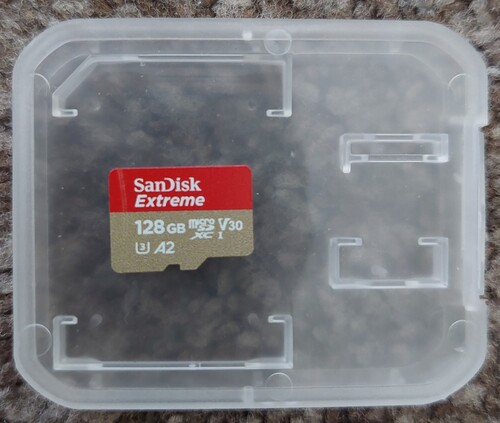 SanDisk
Extreme
128 GB micro SD XC V30 I
U3 A2